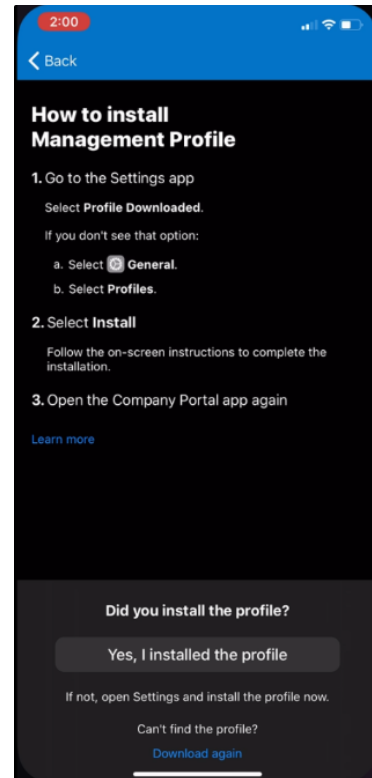 2:00
Back
How to install
Management Profile
1. Go to the Settings app
Select Profile Downloaded.
If you don't see that option:
a. Select General.
b. Select Profiles.
2. Select Install
Follow the on-screen instructions to complete the
installation.
3. Open the Company Portal app again
Learn more
Did you install the profile?
Yes, I installed the profile
If not, open Settings and install the profile now.
Can't find the profile?
Download again